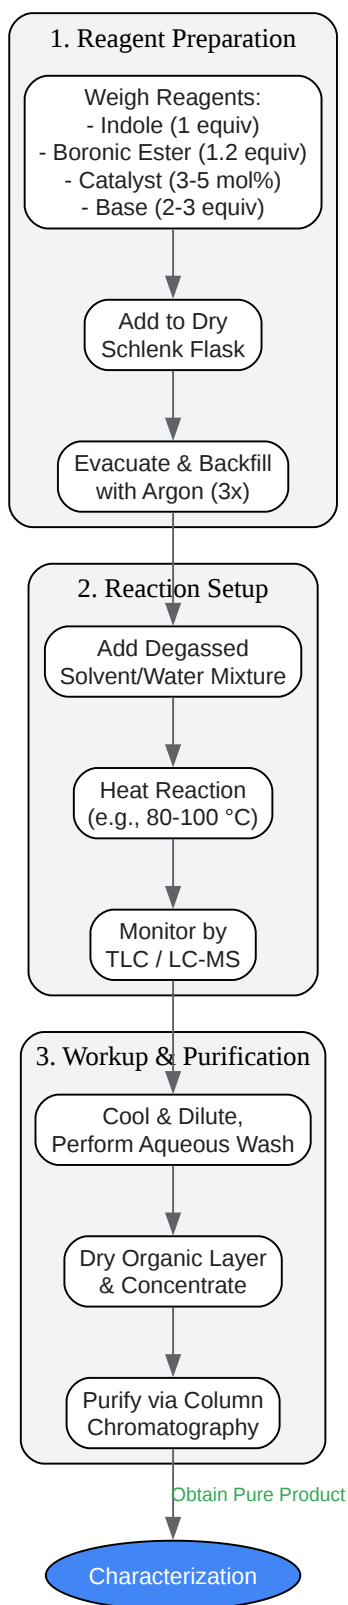 1. Reagent Preparation
Weigh Reagents:
- Indole (1 equiv)
- Boronic Ester (1.2 equiv)
- Catalyst (3-5 mol%)
- Base (2-3 equiv)
Add to Dry
Schlenk Flask
Evacuate & Backfill
with Argon (3x)
2. Reaction Setup
Add Degassed
Solvent/Water Mixture
Heat Reaction
(e.g., 80-100 °C)
Monitor by
TLC / LC-MS
3. Workup & Purification
Cool & Dilute,
Perform Aqueous Wash
Dry Organic Layer
& Concentrate
Purify via Column
Chromatography
Obtain Pure Product
Characterization